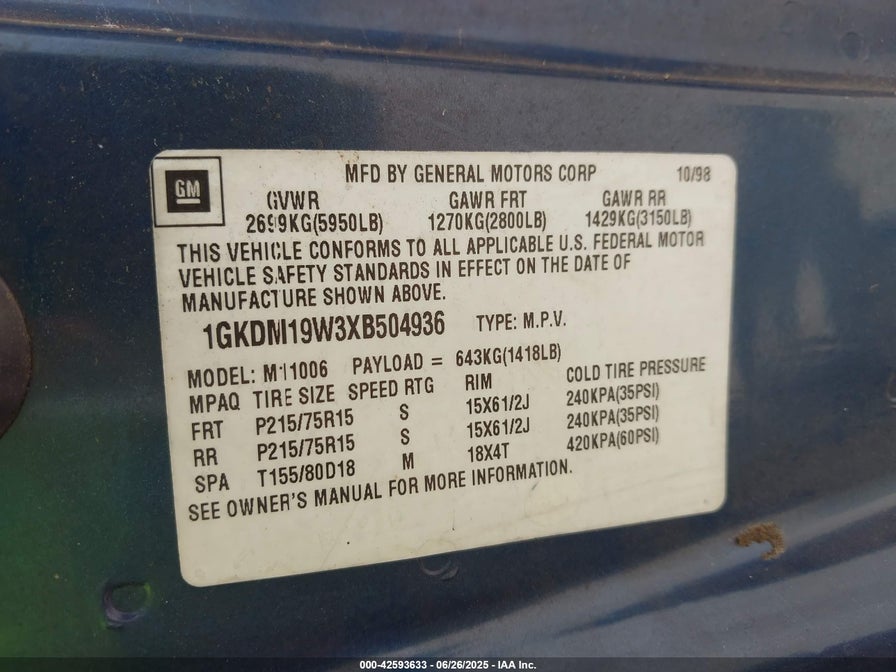 GM
MFD BY GENERAL MOTORS CORP 10/98
GVWR GAWR FRT GAWR RR
2699KG(5950LB) 1270KG(2800LB) 1429KG(3150LB)
THIS VEHICLE CONFORMS TO ALL APPLICABLE U.S. FEDERAL MOTOR
VEHICLE SAFETY STANDARDS IN EFFECT ON THE DATE OF
MANUFACTURE SHOWN ABOVE.
1GKDM19W3XB504936 TYPE: M.P.V.
MODEL: M11006 PAYLOAD = 643KG(1418LB)
MPAQ TIRE SIZE SPEED RTG RIM COLD TIRE PRESSURE
FRT P215/75R15 S 15X61/2J 240KPA(35PSI)
RR P215/75R15 S 15X61/2J 240KPA(35PSI)
SPA T155/80D18 M 18X4T 420KPA(60PSI)
SEE OWNER'S MANUAL FOR MORE INFORMATION.
000-42593633 - 06/26/2025 - IAA Inc.